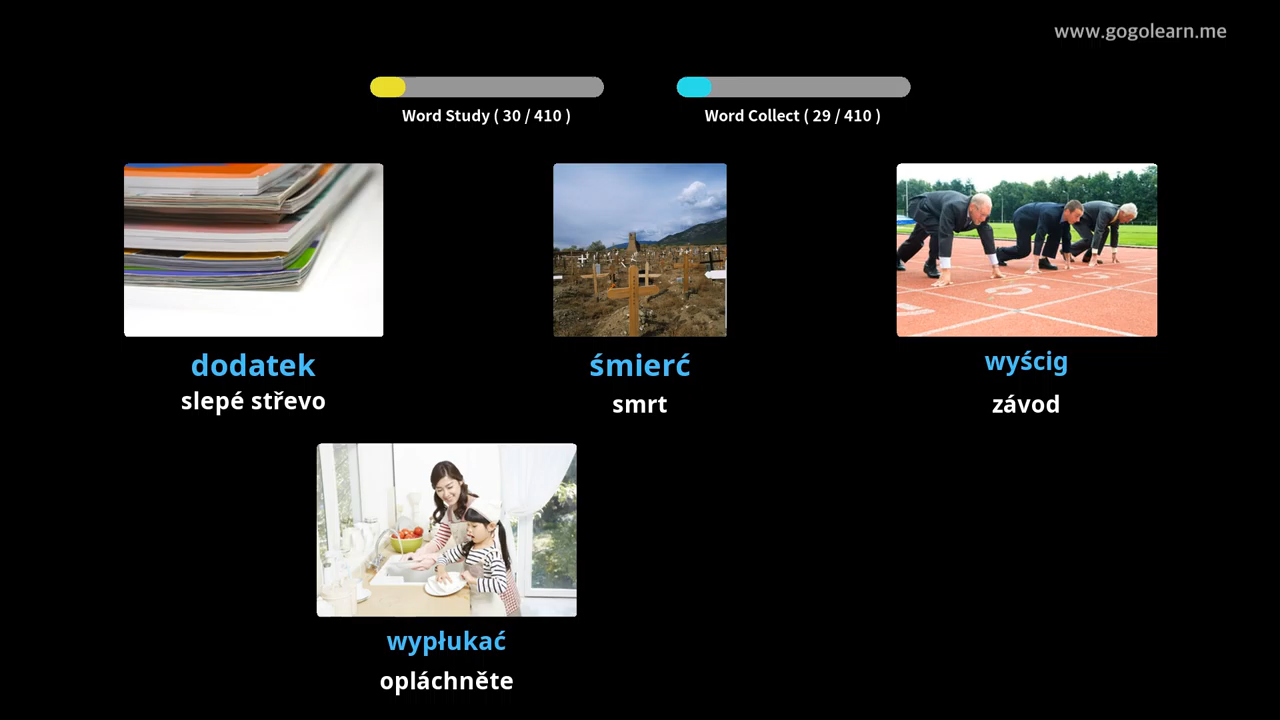 www.gogolearn.me
Word Study ( 30 / 410 )
Word Collect ( 29 / 410 )
dodatek
slepé střevo
śmierć
smrt
wyścig
závod
wypłukać
opláchněte